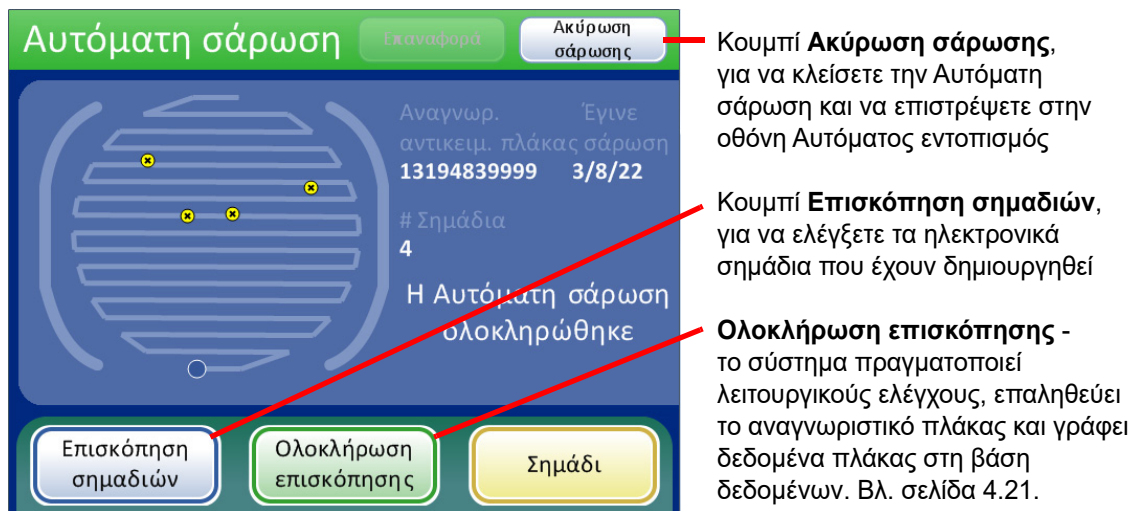 Αυτόματη σάρωση
Επαναφορά
Ακύρωση
σάρωσης
Αναγνωρ. Έγινε
αντικειμ. πλάκας σάρωση
13194839999 3/8/22
# Σημάδια
4
Η Αυτόματη σάρωση
ολοκληρώθηκε
Επισκόπηση
σημαδιών
Ολοκλήρωση
επισκόπησης
Σημάδι
Κουμπί Ακύρωση σάρωσης,
για να κλείσετε την Αυτόματη
σάρωση και να επιστρέψετε στην
οθόνη Αυτόματος εντοπισμός
Κουμπί Επισκόπηση σημαδιών,
για να ελέγξετε τα ηλεκτρονικά
σημάδια που έχουν δημιουργηθεί
Ολοκλήρωση επισκόπησης -
το σύστημα πραγματοποιεί
λειτουργικούς ελέγχους, επαληθεύει
το αναγνωριστικό πλάκας και γράφει
δεδομένα πλάκας στη βάση
δεδομένων. Βλ. σελίδα 4.21.